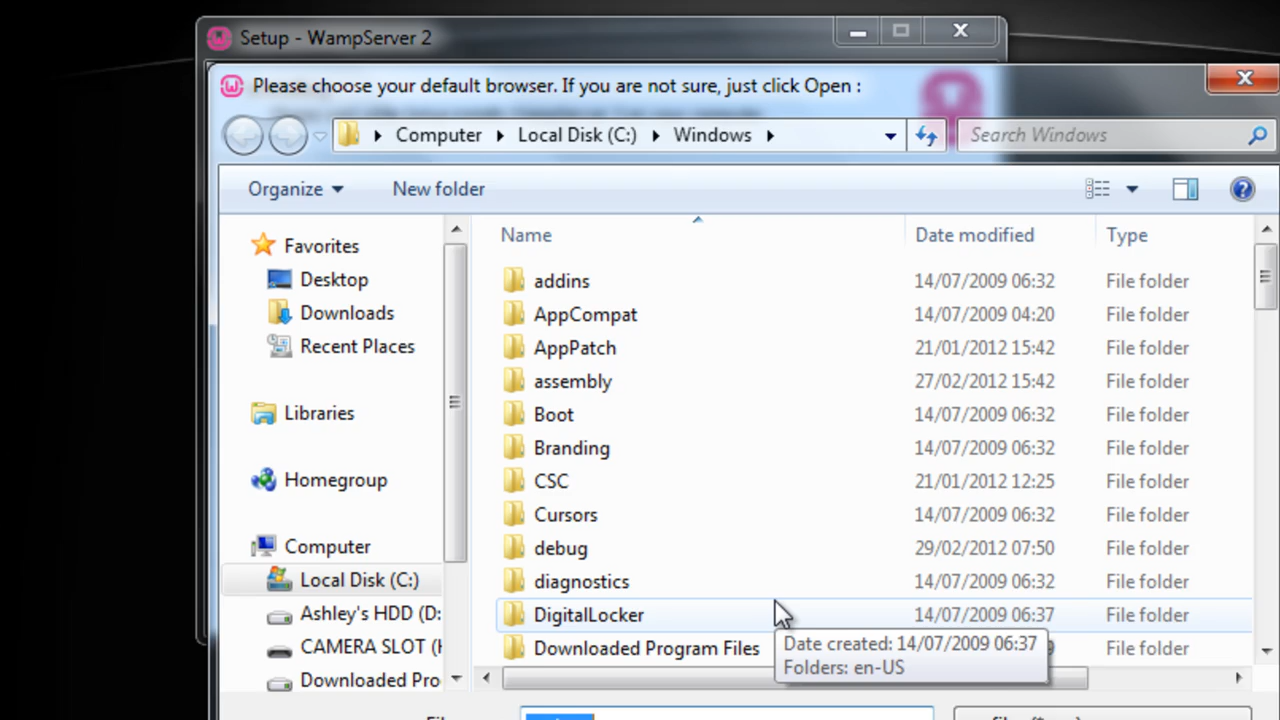 Setup - WampServer 2
Please choose your default browser. If you are not sure, just click Open :
Computer Local Disk (C:) Windows
Search Windows
Organize New folder
Name Date modified Type
Favorites
Desktop
Downloads
Recent Places
Libraries
Homegroup
Computer
Local Disk (C:)
Ashley's HDD (D:
CAMERA SLOT (H
Downloaded Pro
addins 14/07/2009 06:32 File folder
AppCompat 14/07/2009 04:20 File folder
AppPatch 21/01/2012 15:42 File folder
assembly 27/02/2012 15:42 File folder
Boot 14/07/2009 06:32 File folder
Branding 14/07/2009 06:32 File folder
CSC 21/01/2012 12:25 File folder
Cursors 14/07/2009 06:32 File folder
debug 29/02/2012 07:50 File folder
diagnostics 14/07/2009 06:32 File folder
DigitalLocker 14/07/2009 06:37 File folder
Downloaded Program Files File folder
Date created: 14/07/2009 06:37
Folders: en-US